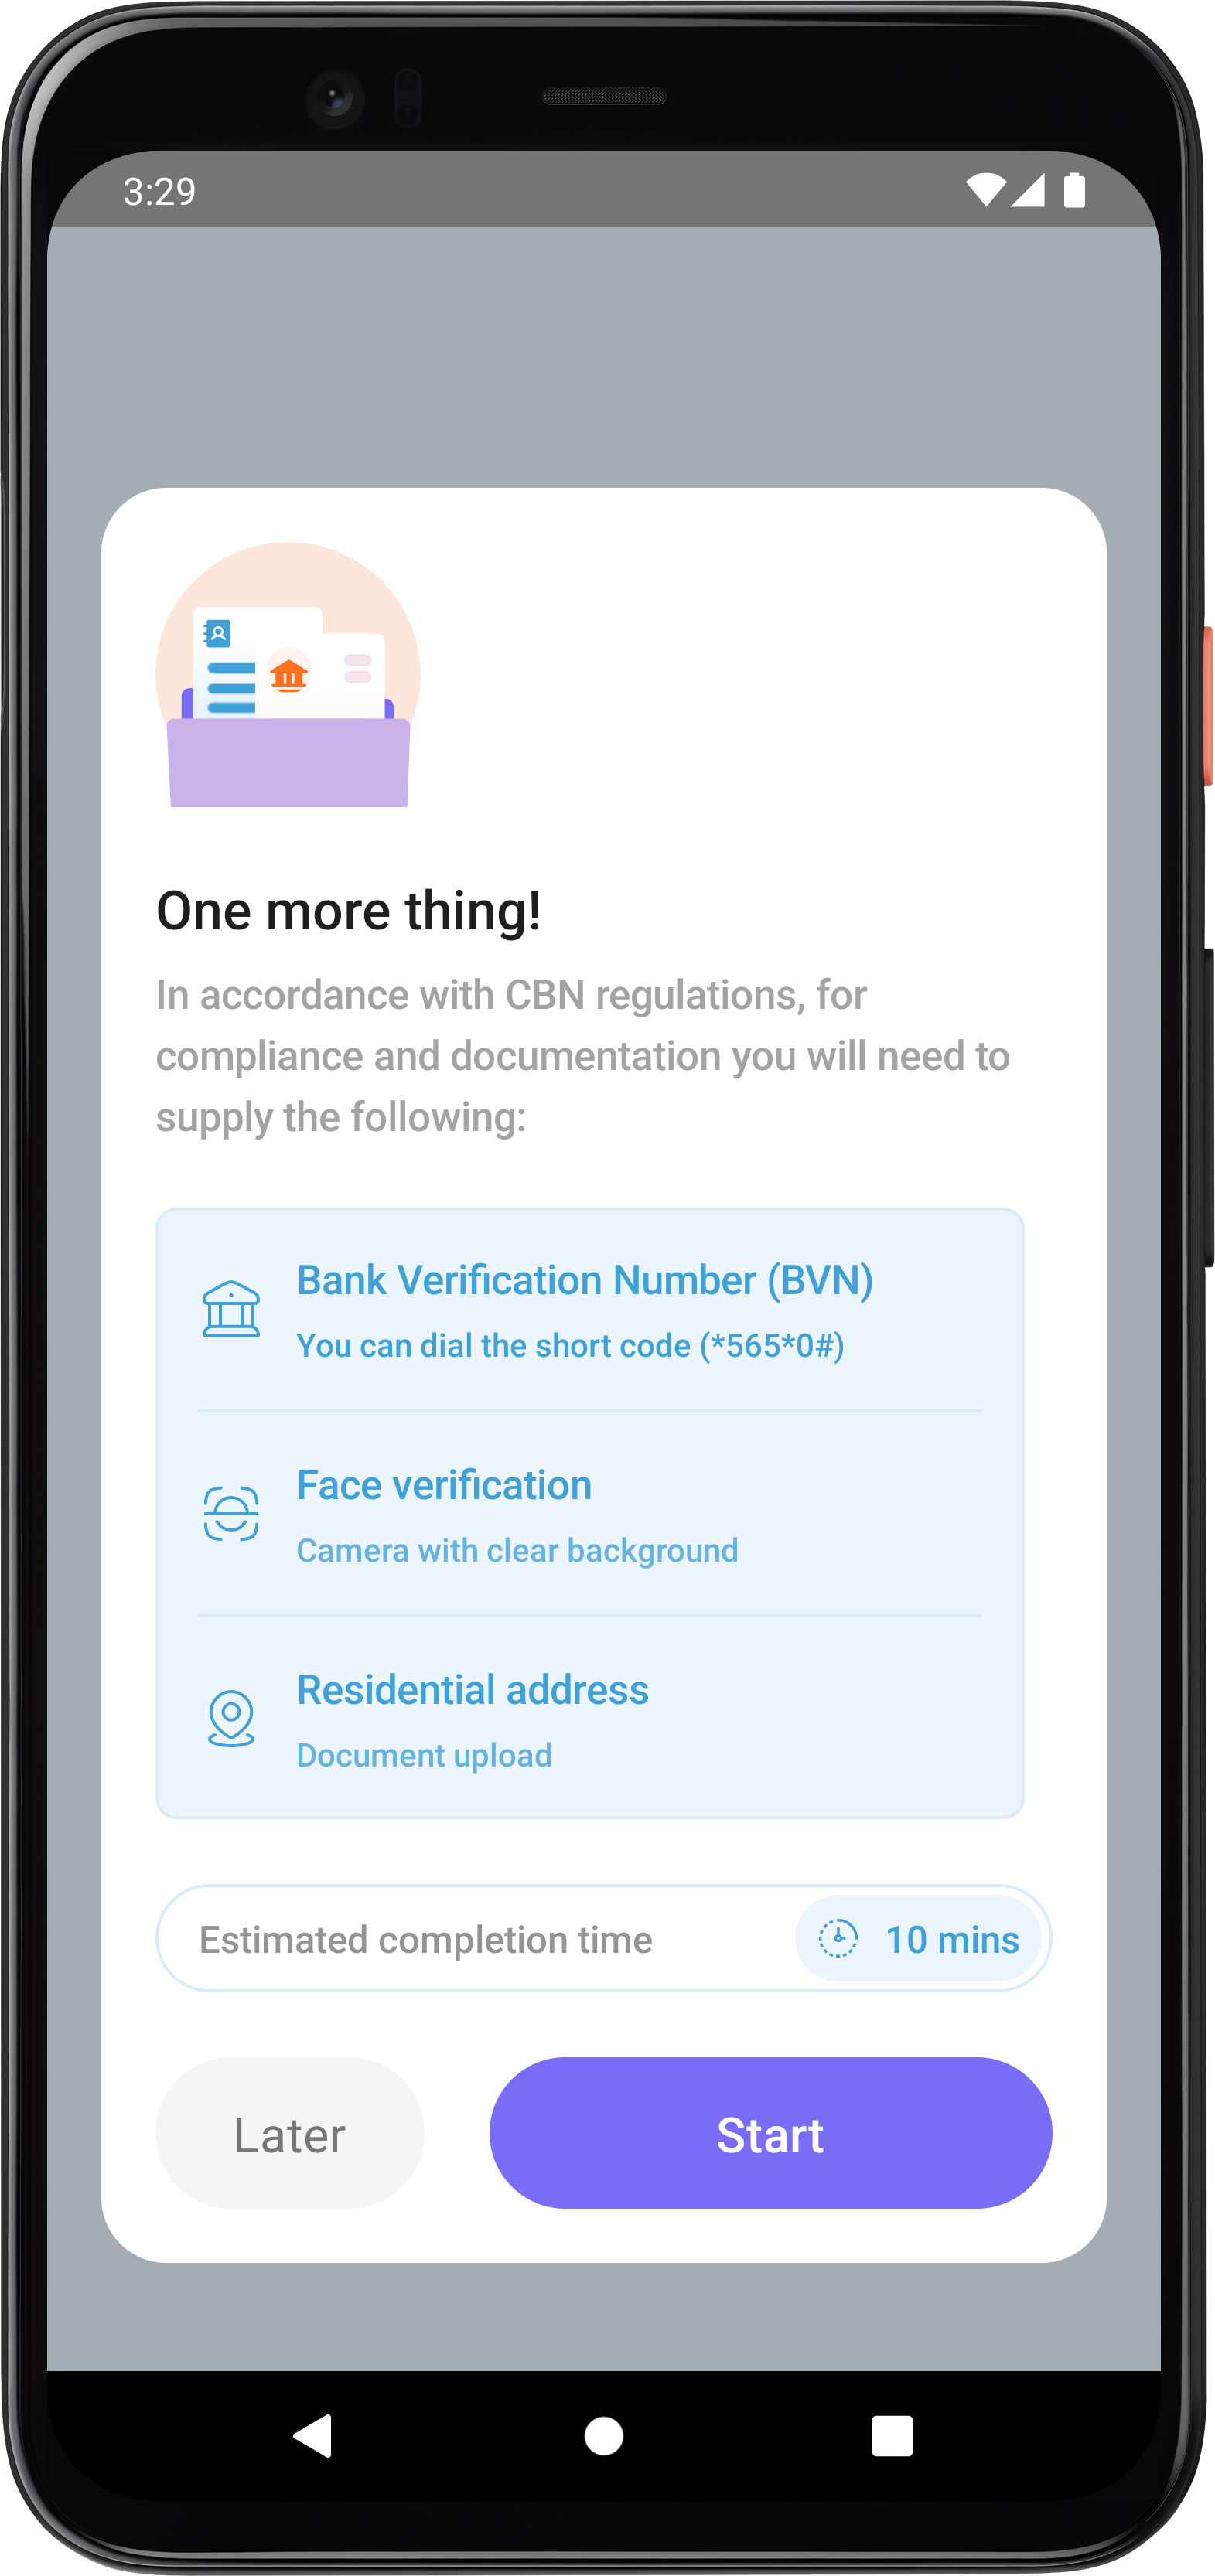 3:29
One more thing!
In accordance with CBN regulations, for
compliance and documentation you will need to
supply the following:
Bank Verification Number (BVN)
You can dial the short code (*565*0#)
Face verification
Camera with clear background
Residential address
Document upload
Estimated completion time
10 mins
Later
Start